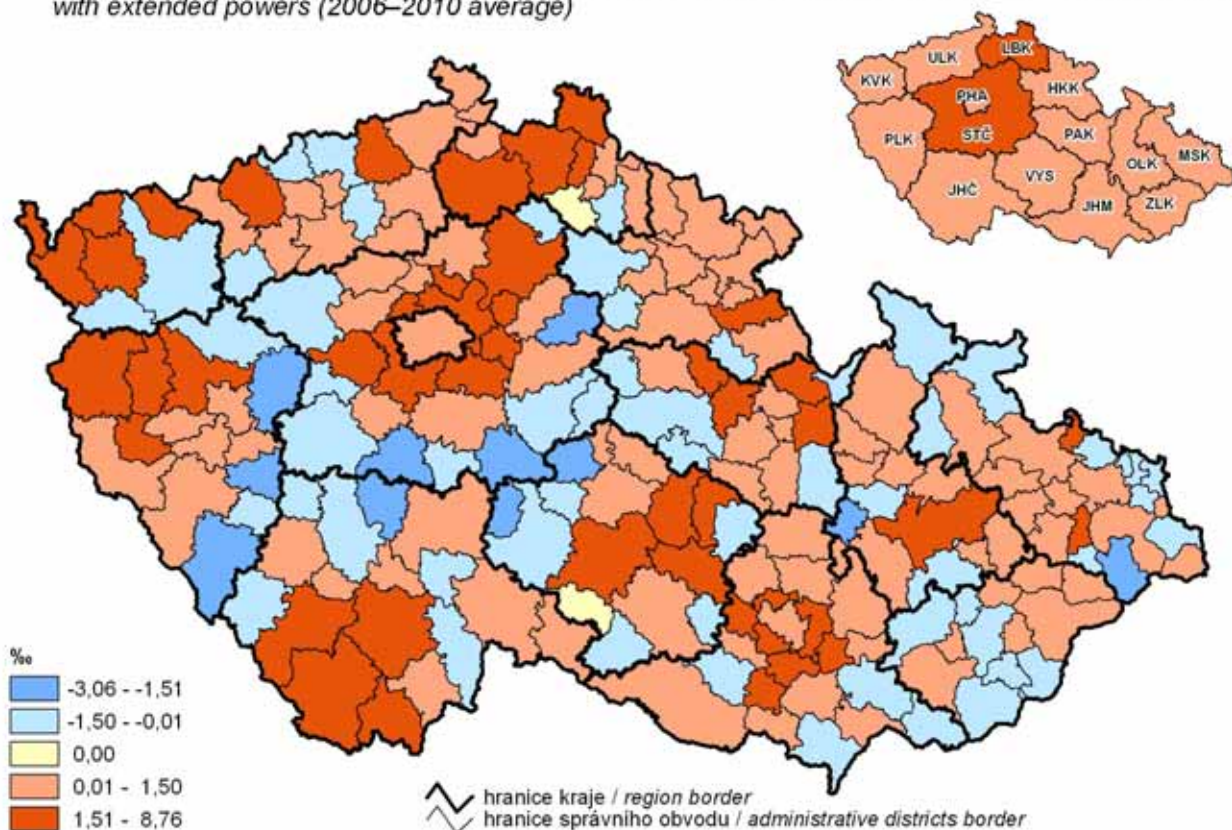 with extended powers (2006–2010 average)
ULK
LBK
KVK
HKK
PHA
STČ
PLK
PAK
OLK
MSK
VYS
JHČ
JHM
ZLK
‰
-3,06 - -1,51
-1,50 - -0,01
0,00
0,01 - 1,50
1,51 - 8,76
hranice kraje / region border
hranice správního obvodu / administrative districts border